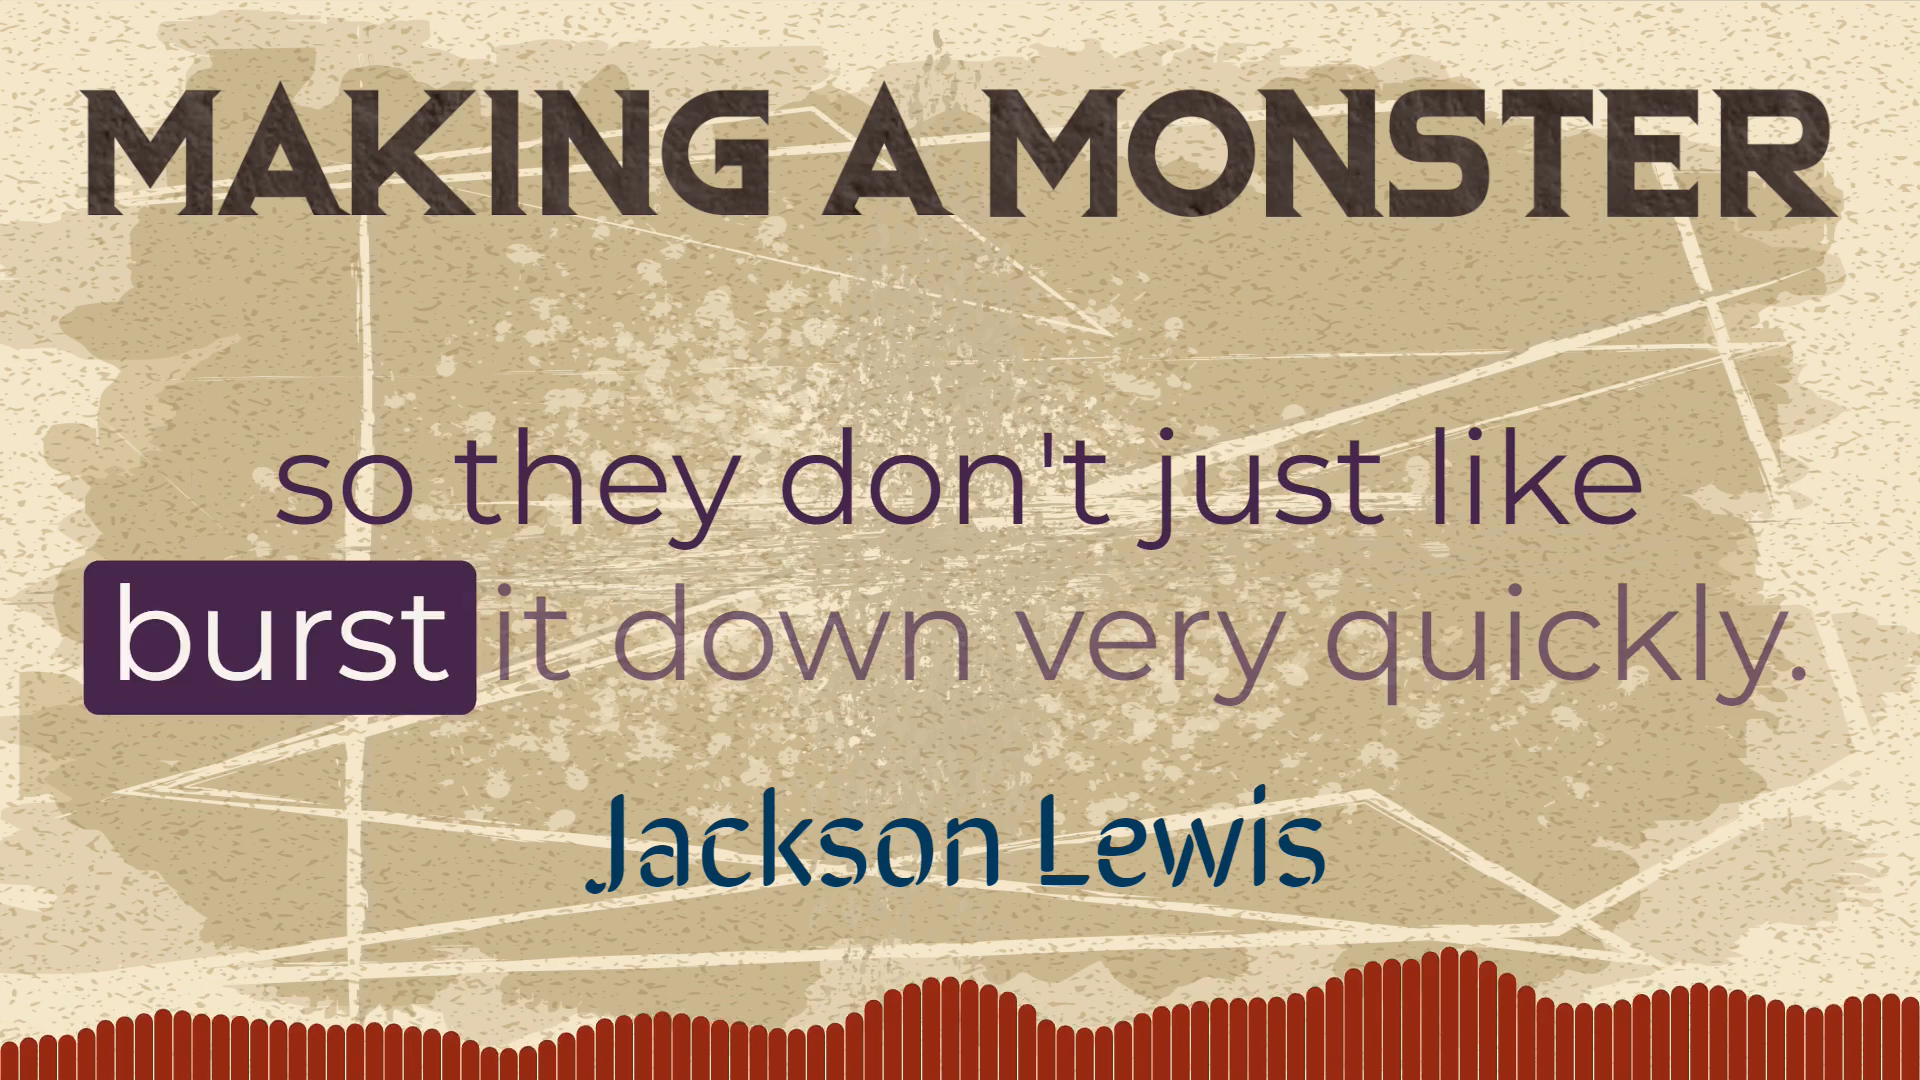 MAKING A MONSTER
so they don't just like
burst it down very quickly.
Jackson Lewis